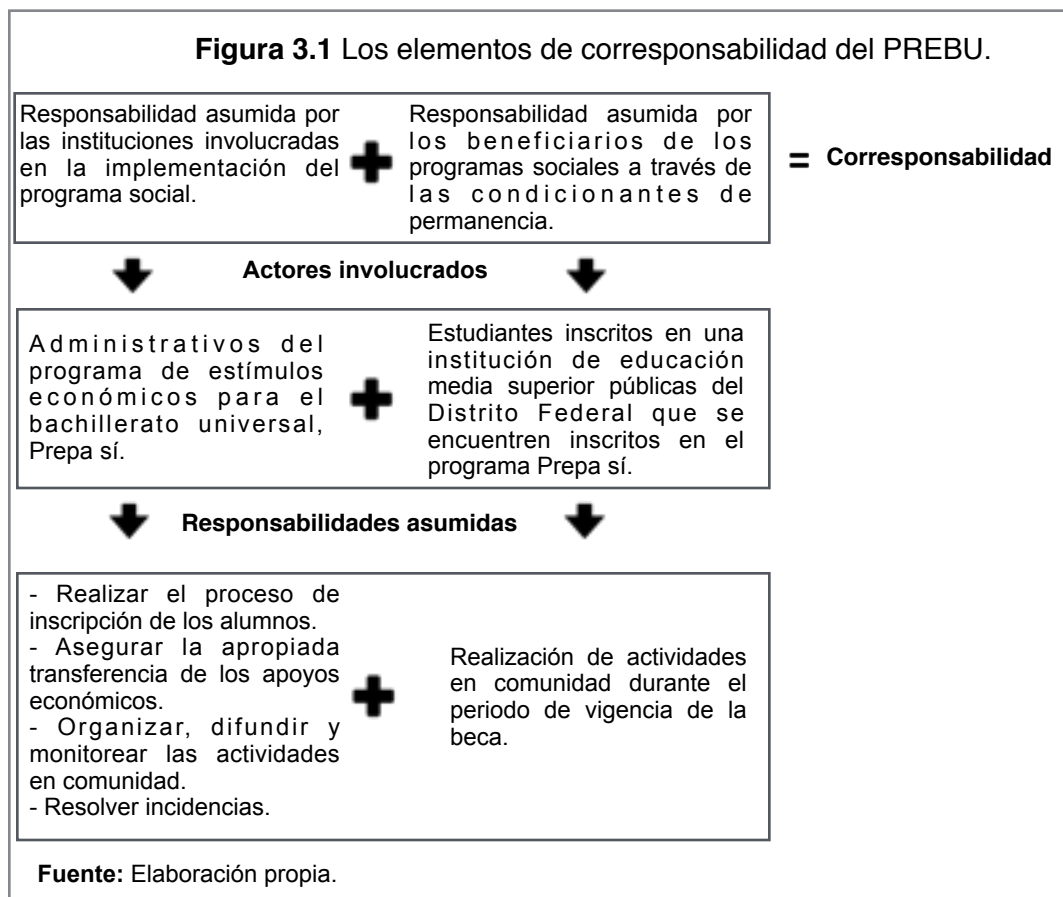 Figura 3.1 Los elementos de corresponsabilidad del PREBU.
Responsabilidad asumida por
las instituciones involucradas
en la implementación del
programa social.
+
Responsabilidad asumida por
los beneficiarios de los
programas sociales a través de
las condicionantes de
permanencia.
= Corresponsabilidad
Actores involucrados
Administrativos del
programa de estímulos
económicos para el
bachillerato universal,
Prepa sí.
+
Estudiantes inscritos en una
institución de educación
media superior públicas del
Distrito Federal que se
encuentren inscritos en el
programa Prepa sí.
Responsabilidades asumidas
- Realizar el proceso de
inscripción de los alumnos.
- Asegurar la apropiada
transferencia de los apoyos
económicos.
- Organizar, difundir y
monitorear las actividades
en comunidad.
- Resolver incidencias.
+
Realización de actividades
en comunidad durante el
periodo de vigencia de la
beca.
Fuente: Elaboración propia.